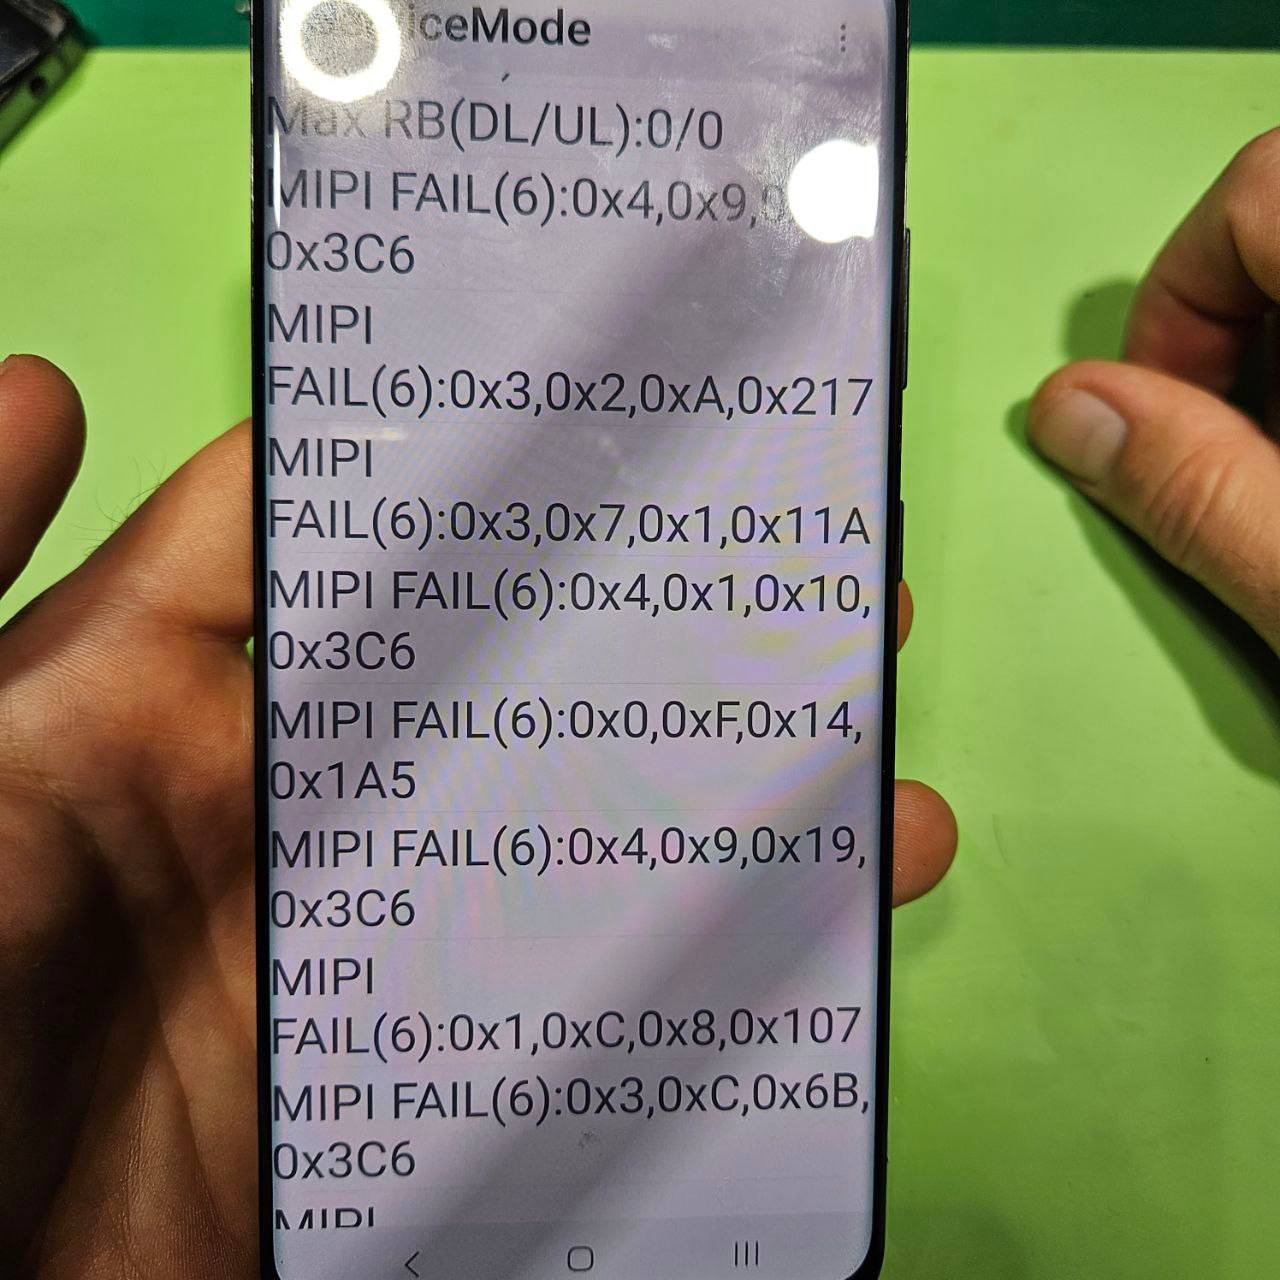 iceMode
Max RB(DL/UL):0/0
MIPI FAIL(6):0x4,0x9,
0x3C6
MIPI
FAIL(6):0x3,0x2,0xA,0x217
MIPI
FAIL(6):0x3,0x7,0x1,0x11A
MIPI FAIL(6):0x4,0x1,0x10,
0x3C6
MIPI FAIL(6):0x0,0xF,0x14,
0x1A5
MIPI FAIL(6):0x4,0x9,0x19,
0x3C6
MIPI
FAIL(6):0x1,0xC,0x8,0x107
MIPI FAIL(6):0x3,0xC,0x6B,
0x3C6
MIPI